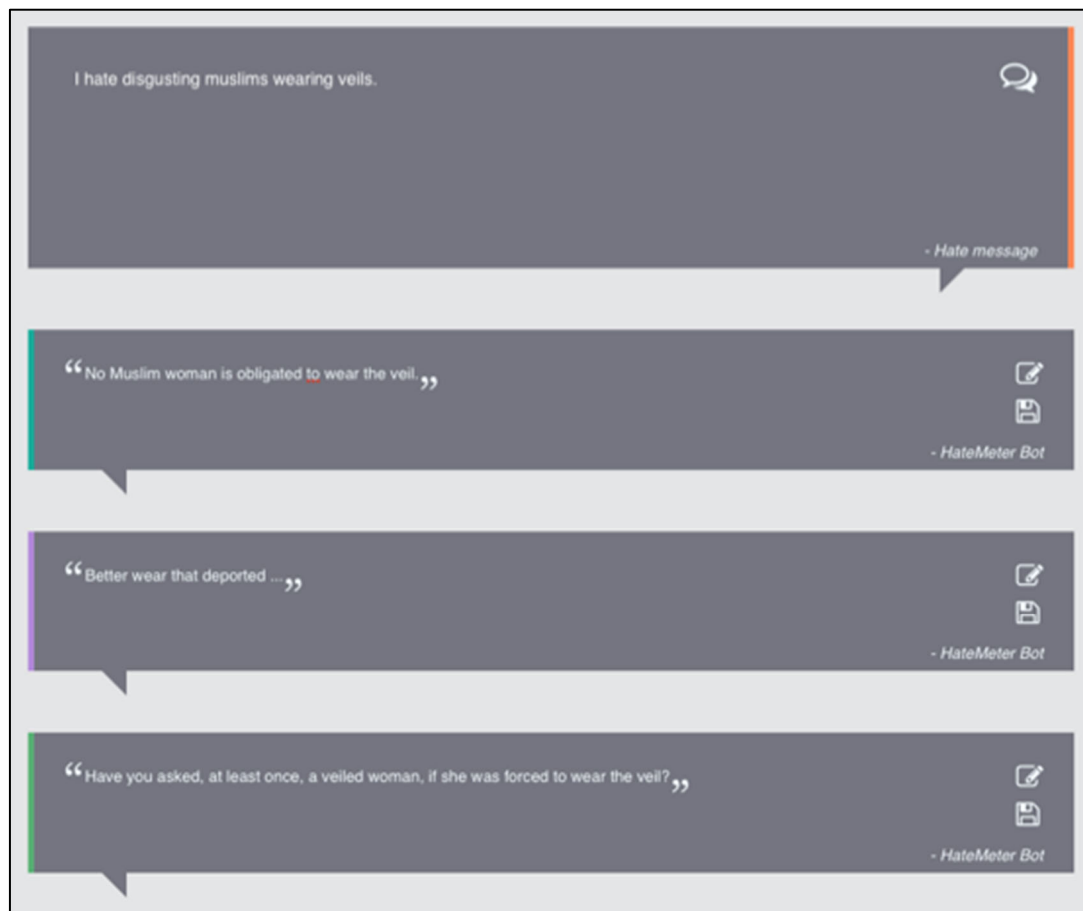 I hate disgusting muslims wearing veils.
- Hate message
“No Muslim woman is obligated to wear the veil.„
- HateMeter Bot
“Better wear that deported ...„
- HateMeter Bot
“Have you asked, at least once, a veiled woman, if she was forced to wear the veil?„
- HateMeter Bot